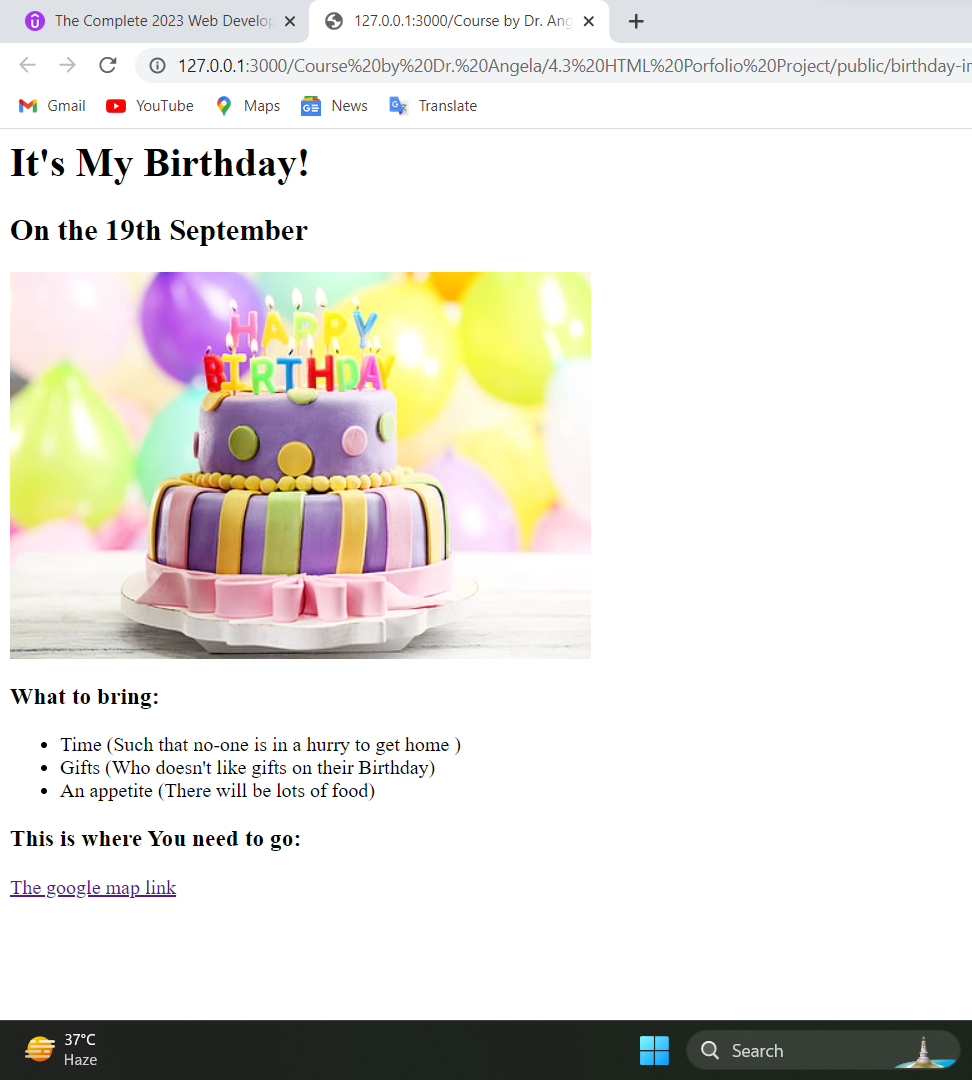 The Complete 2023 Web Develop
127.0.0.1:3000/Course by Dr. Ang
127.0.0.1:3000/Course%20by%20Dr.%20Angela/4.3%20HTML%20Porfolio%20Project/public/birthday-in
Gmail
YouTube
Maps
News
Translate
It's My Birthday!
On the 19th September
HAPPY
BIRTHDAY
What to bring:
Time (Such that no-one is in a hurry to get home )
Gifts (Who doesn't like gifts on their Birthday)
An appetite (There will be lots of food)
This is where You need to go:
The google map link
37°C
Haze
Search